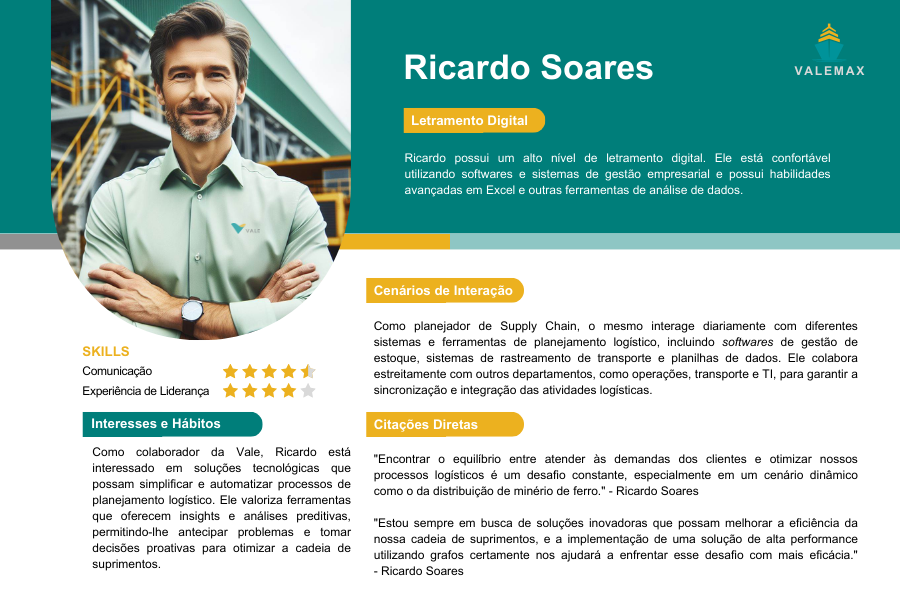 Ricardo Soares
VALEMAX
Letramento Digital
Ricardo possui um alto nível de letramento digital. Ele está confortável
utilizando softwares e sistemas de gestão empresarial e possui habilidades
avançadas em Excel e outras ferramentas de análise de dados.
VALE
Cenários de Interação
Como planejador de Supply Chain, o mesmo interage diariamente com diferentes
sistemas e ferramentas de planejamento logístico, incluindo softwares de gestão de
estoque, sistemas de rastreamento de transporte e planilhas de dados. Ele colabora
estreitamente com outros departamentos, como operações, transporte e TI, para garantir a
sincronização e integração das atividades logísticas.
SKILLS
Comunicação
Experiência de Liderança
Interesses e Hábitos
Como colaborador da Vale, Ricardo está
interessado em soluções tecnológicas que
possam simplificar e automatizar processos de
planejamento logístico. Ele valoriza ferramentas
que oferecem insights e análises preditivas,
permitindo-lhe antecipar problemas e tomar
decisões proativas para otimizar a cadeia de
suprimentos.
Citações Diretas
"Encontrar o equilíbrio entre atender às demandas dos clientes e otimizar nossos
processos logísticos é um desafio constante, especialmente em um cenário dinâmico
como o da distribuição de minério de ferro." - Ricardo Soares
"Estou sempre em busca de soluções inovadoras que possam melhorar a eficiência da
nossa cadeia de suprimentos, e a implementação de uma solução de alta performance
utilizando grafos certamente nos ajudará a enfrentar esse desafio com mais eficácia."
- Ricardo Soares